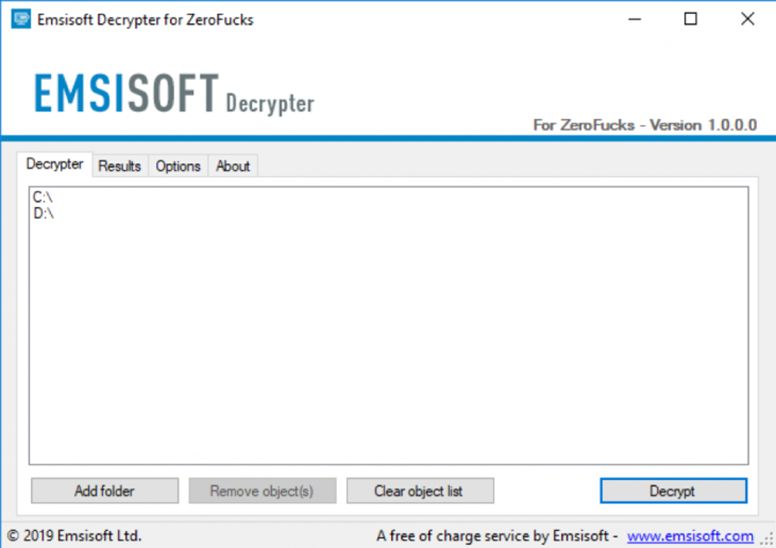 Emsisoft Decrypter for ZeroFucks
EMSISOFT Decrypter
For ZeroFucks - Version 1.0.0.0
Decrypter Results Options About
C:\
D:\
Add folder Remove object(s) Clear object list Decrypt
© 2019 Emsisoft Ltd. A free of charge service by Emsisoft - www.emsisoft.com